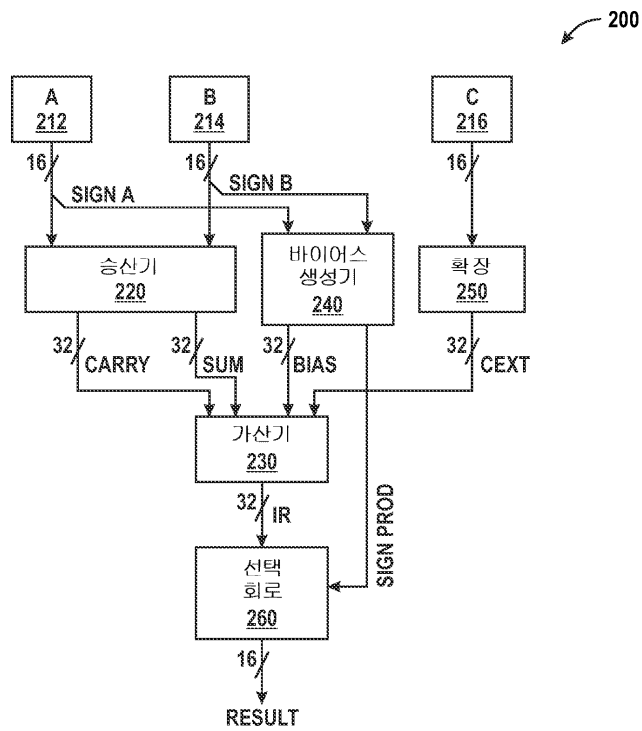 200
A
212
B
214
C
216
16
16
16
SIGN A
SIGN B
승산기
220
바이어스
생성기
240
확장
250
32
CARRY
32
SUM
32
BIAS
32
CEXT
가산기
230
32
IR
SIGN PROD
선택
회로
260
16
RESULT